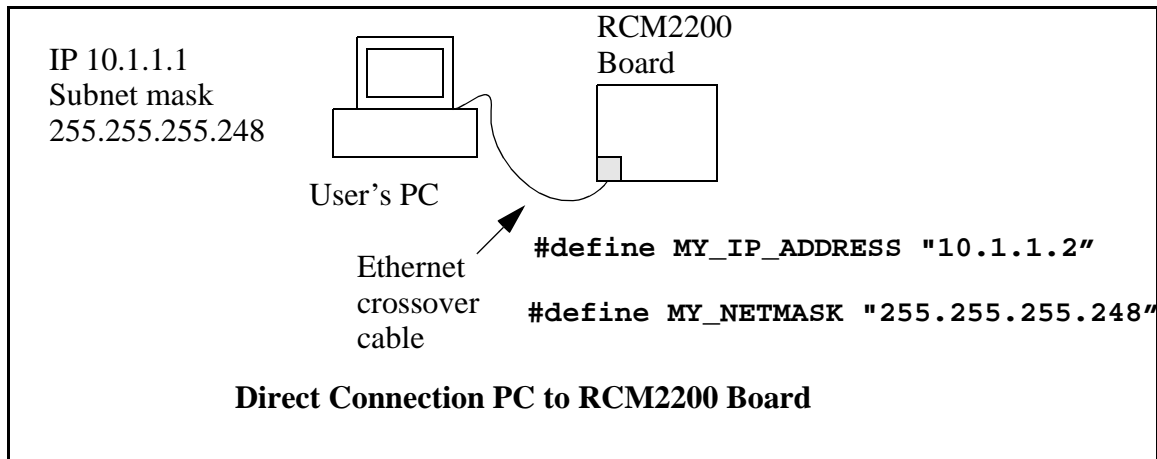 IP 10.1.1.1
Subnet mask
255.255.255.248
User’s PC
RCM2200
Board
Ethernet
crossover
cable
#define MY_IP_ADDRESS "10.1.1.2”
#define MY_NETMASK "255.255.255.248”
Direct Connection PC to RCM2200 Board